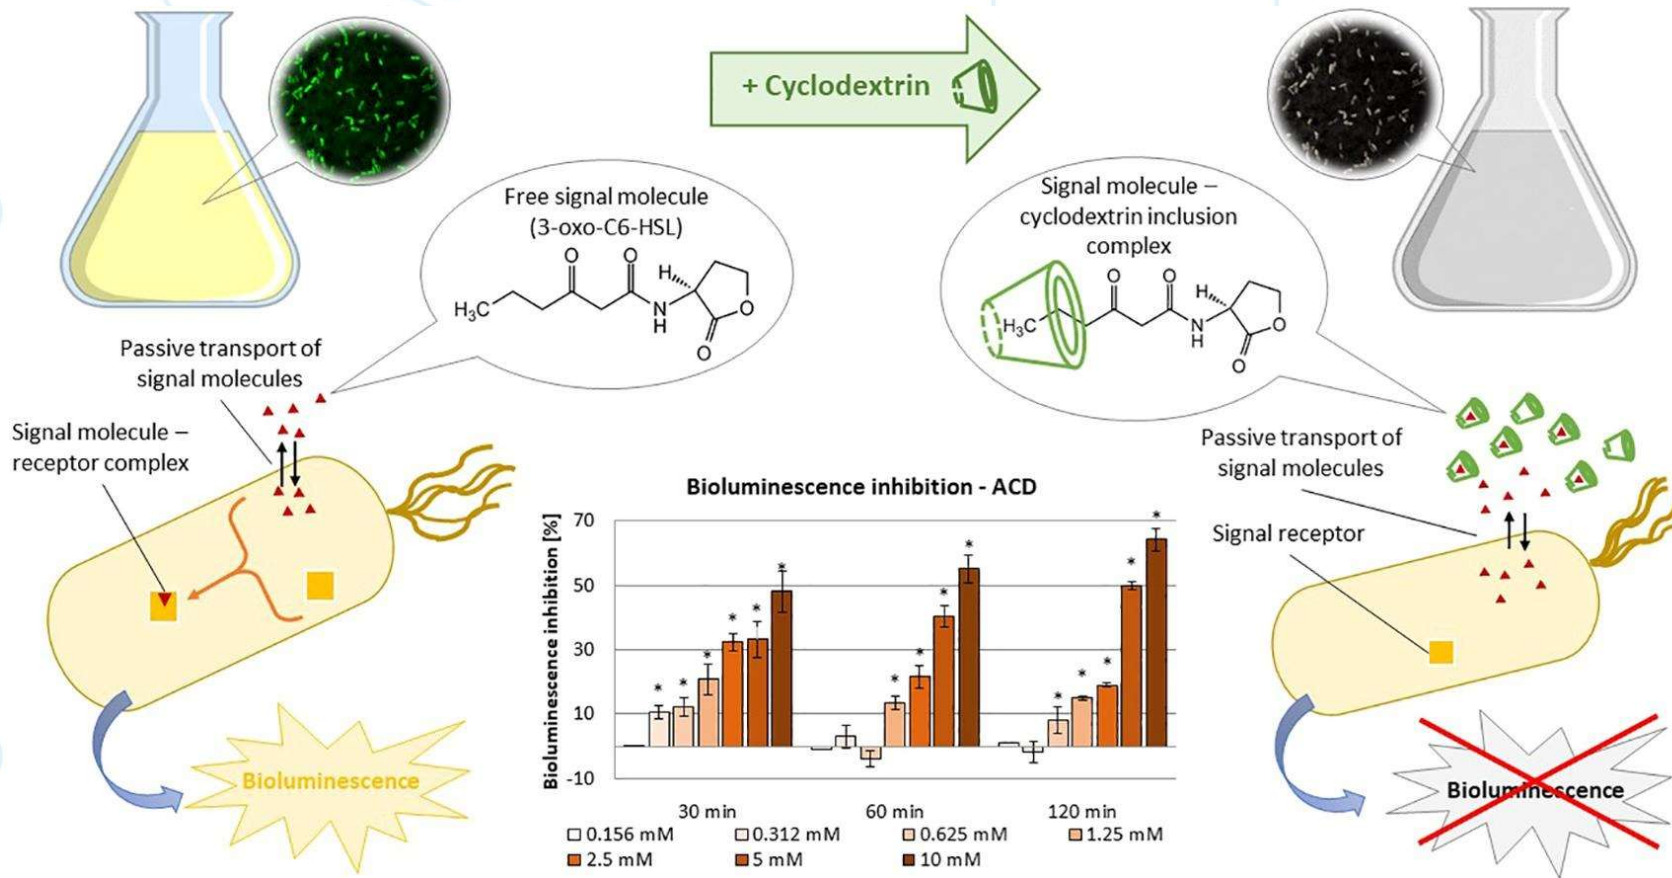 + Cyclodextrin
Free signal molecule
(3-oxo-C6-HSL)
O
O
H
H₃C
N
H
O
O
Signal molecule –
cyclodextrin inclusion
complex
O
O
H
H₃C
N
H
O
O
Passive transport of
signal molecules
Signal molecule –
receptor complex
Bioluminescence
Bioluminescence inhibition - ACD
Bioluminescence inhibition [%]
70
50
30
10
-10
* * * * * *
* * * *
* * * * *
30 min
60 min
120 min
0.156 mM
0.312 mM
0.625 mM
1.25 mM
2.5 mM
5 mM
10 mM
Passive transport of
signal molecules
Signal receptor
Bioluminescence